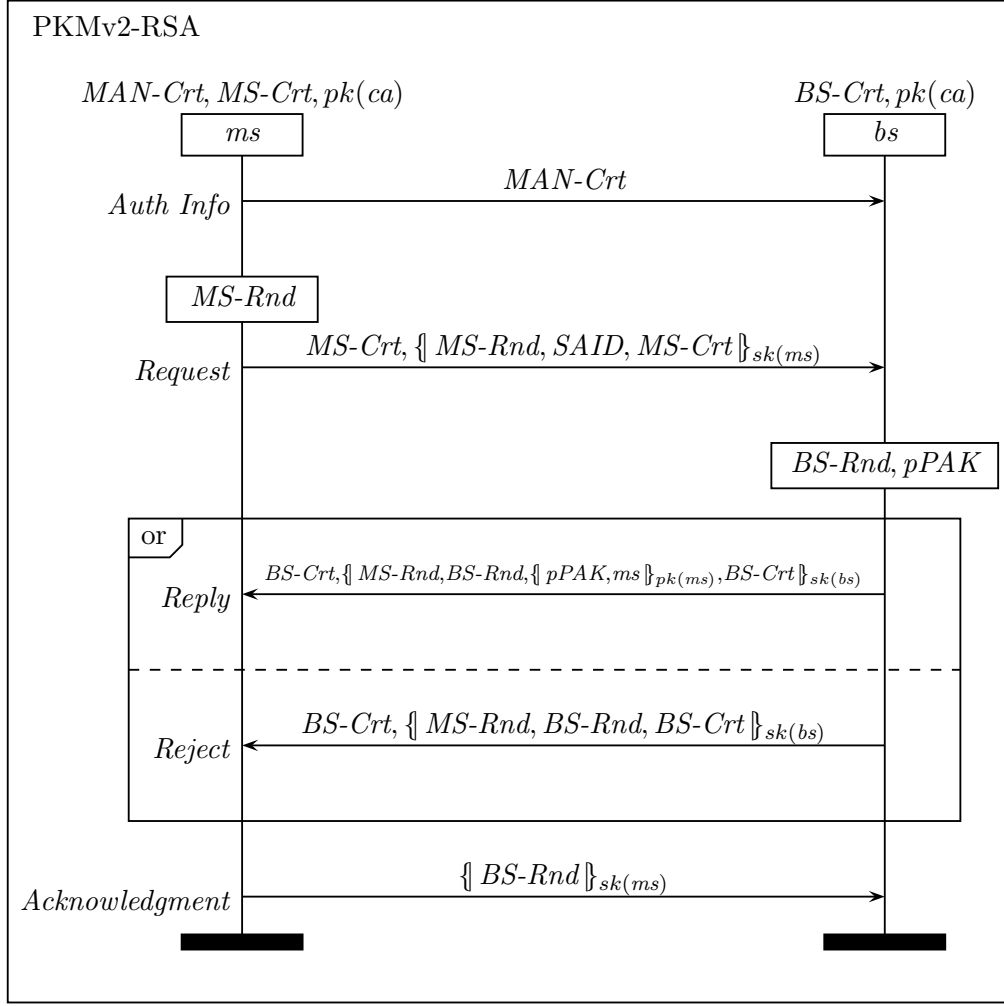 PKMv2-RSA
MAN-Crt, MS-Crt, pk(ca)
BS-Crt, pk(ca)
ms
bs
MAN-Crt
Auth Info
MS-Rnd
MS-Crt, {| MS-Rnd, SAID, MS-Crt |}sk(ms)
Request
BS-Rnd, pPAK
or
BS-Crt,{| MS-Rnd,BS-Rnd,{| pPAK,ms |}pk(ms),BS-Crt |}sk(bs)
Reply
BS-Crt, {| MS-Rnd, BS-Rnd, BS-Crt |}sk(bs)
Reject
{| BS-Rnd |}sk(ms)
Acknowledgment